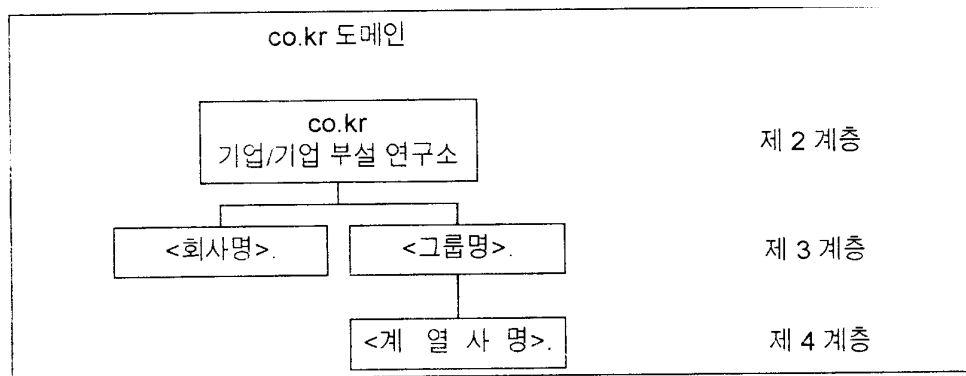 co.kr 도메인
co.kr
기업/기업 부설 연구소
제 2 계층
<회사명>.
<그룹명>.
제 3 계층
<계 열 사 명>.
제 4 계층